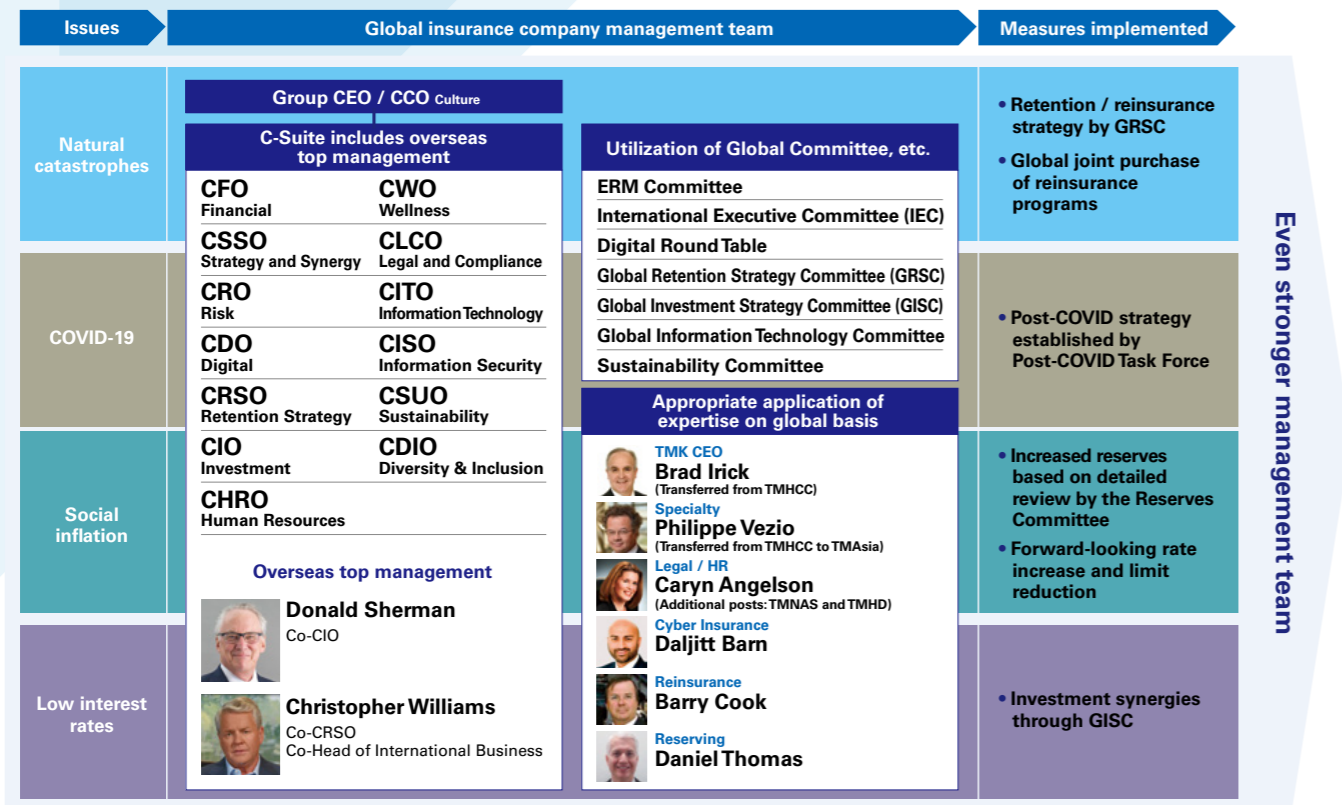 Issues
Global insurance company management team
Measures implemented
Natural
catastrophes
COVID-19
Social
inflation
Low interest
rates
Group CEO / CCO Culture
C-Suite includes overseas
top management
CFO
Financial
CWO
Wellness
CSSO
Strategy and Synergy
CLCO
Legal and Compliance
CRO
Risk
CITO
Information Technology
CDO
Digital
CISO
Information Security
CRSO
Retention Strategy
CSUO
Sustainability
CIO
Investment
CDIO
Diversity & Inclusion
CHRO
Human Resources
Overseas top management
Donald Sherman
Co-CIO
Christopher Williams
Co-CRSO
Co-Head of International Business
Utilization of Global Committee, etc.
ERM Committee
International Executive Committee (IEC)
Digital Round Table
Global Retention Strategy Committee (GRSC)
Global Investment Strategy Committee (GISC)
Global Information Technology Committee
Sustainability Committee
Appropriate application of
expertise on global basis
TMK CEO
Brad Irick
(Transferred from TMHCC)
Specialty
Philippe Vezio
(Transferred from TMHCC to TMAsia)
Legal / HR
Caryn Angelson
(Additional posts: TMNAS and TMHD)
Cyber Insurance
Daljitt Barn
Reinsurance
Barry Cook
Reserving
Daniel Thomas
• Retention / reinsurance
strategy by GRSC
• Global joint purchase
of reinsurance
programs
• Post-COVID strategy
established by
Post-COVID Task Force
• Increased reserves
based on detailed
review by the Reserves
Committee
• Forward-looking rate
increase and limit
reduction
• Investment synergies
through GISC
Even stronger management team